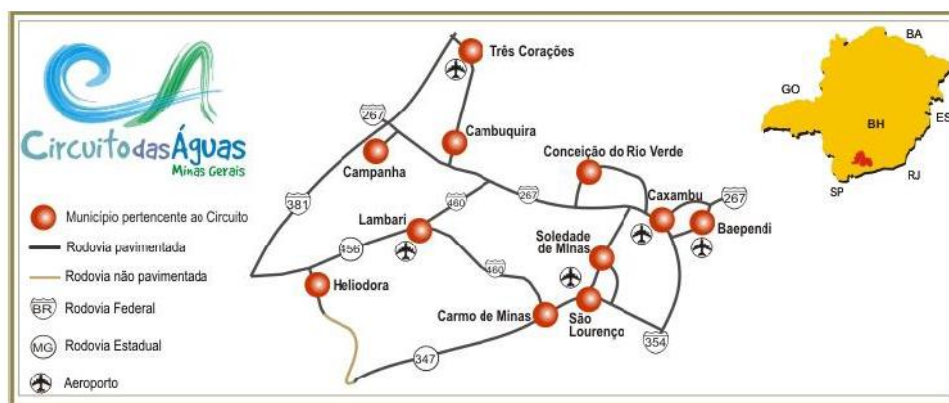 Circuito das Águas
Minas Gerais
Município pertencente ao Circuito
Rodovia pavimentada
Rodovia não pavimentada
BR Rodovia Federal
MG Rodovia Estadual
Aeroporto
Três Corações
267
Cambuquira
Campanha
Conceição do Rio Verde
381
Lambari
460
267
Caxambu
267
Baependi
456
Soledade
de Minas
460
Heliodora
Carmo de Minas
São
Lourenço
347
354
BA
GO
ES
BH
SP
RJ